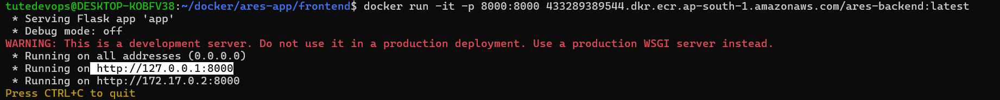 tutedevops@DESKTOP-KOBFV38:~/docker/ares-app/frontend$ docker run -it -p 8000:8000 433289389544.dkr.ecr.ap-south-1.amazonaws.com/ares-backend:latest
* Serving Flask app 'app'
* Debug mode: off
WARNING: This is a development server. Do not use it in a production deployment. Use a production WSGI server instead.
* Running on all addresses (0.0.0.0)
* Running on http://127.0.0.1:8000
* Running on http://172.17.0.2:8000
Press CTRL+C to quit